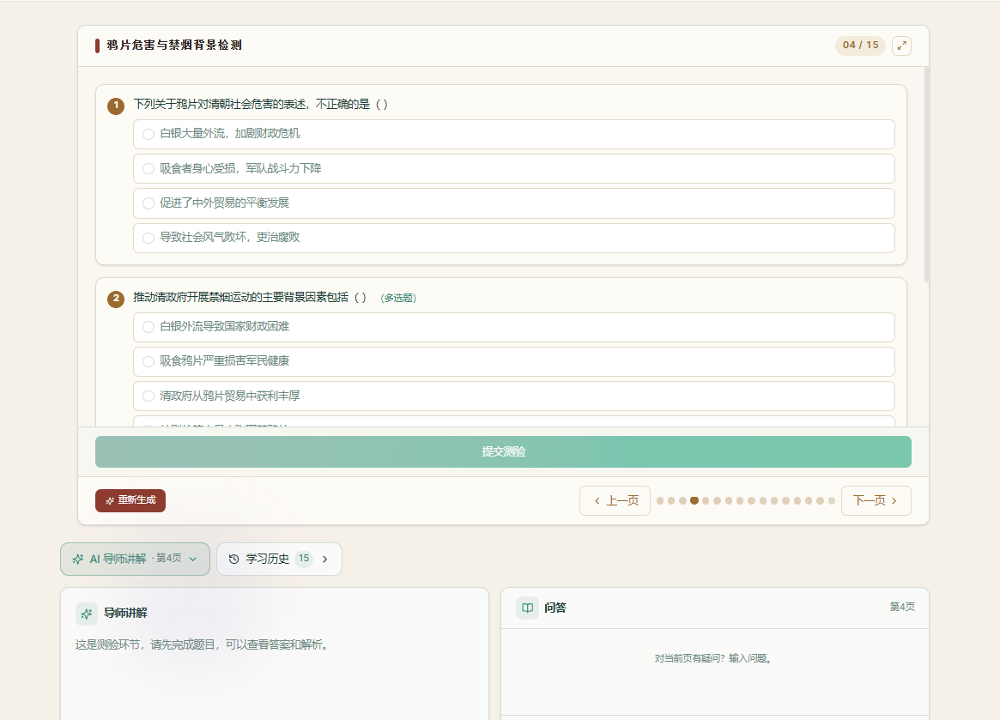 鸦片危害与禁烟背景检测
04 / 15
1 下列关于鸦片对清朝社会危害的表述，不正确的是（ ）
白银大量外流，加剧财政危机
吸食者身心受损，军队战斗力下降
促进了中外贸易的平衡发展
导致社会风气败坏，吏治腐败
2 推动清政府开展禁烟运动的主要背景因素包括（ ） (多选题)
白银外流导致国家财政困难
吸食鸦片严重损害军民健康
清政府从鸦片贸易中获利丰厚
提交测验
重新生成
上一页
下一页
AI 导师讲解 · 第4页
学习历史 15
导师讲解
这是测验环节，请先完成题目，可以查看答案和解析。
问答
第4页
对当前页有疑问？输入问题。